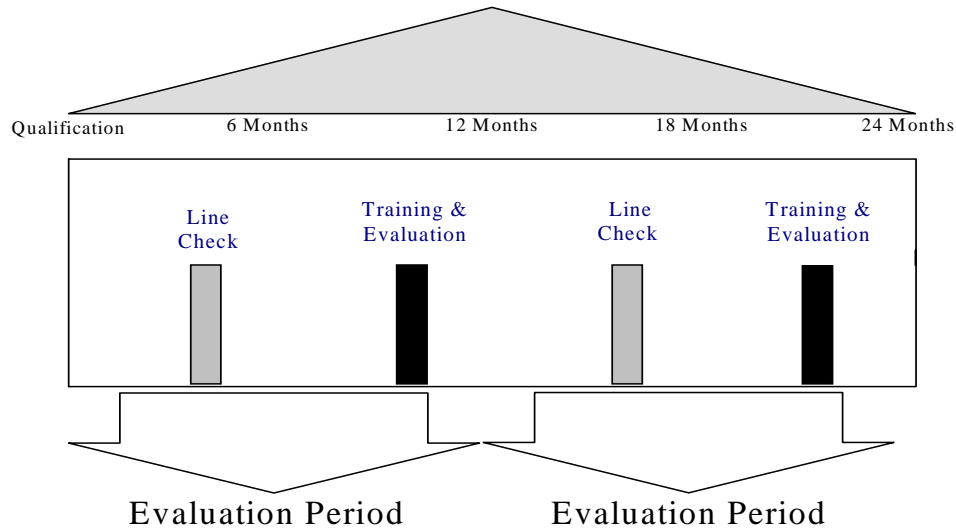 Qualification 6 Months 12 Months 18 Months 24 Months
Line
Check
Training &
Evaluation
Line
Check
Training &
Evaluation
Evaluation Period Evaluation Period